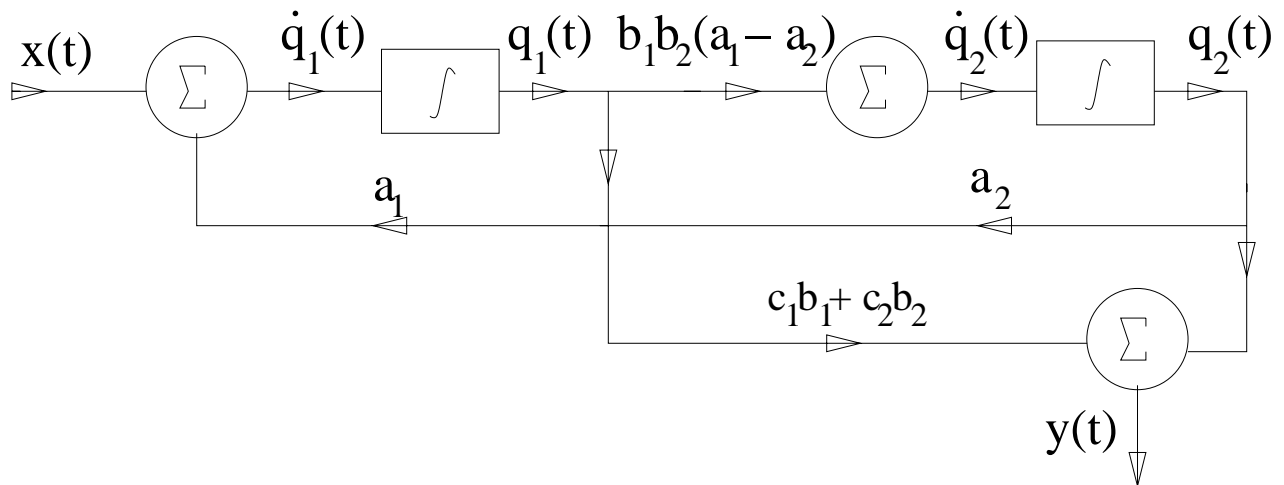 x(t) q̇₁(t) ∫ q₁(t) b₁b₂(a₁ – a₂) q̇₂(t) ∫ q₂(t)
Σ Σ
a₁ a₂
c₁b₁+ c₂b₂
Σ
y(t)